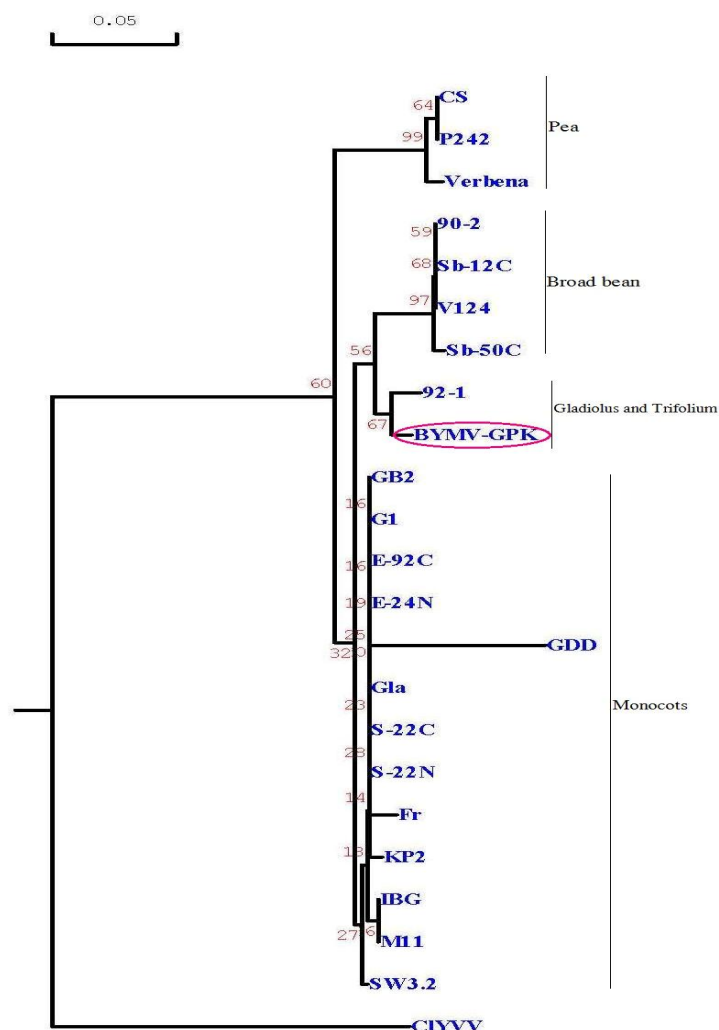 0.05
CS
64
99
P242
Pea
Verbena
90-2
59
68
Sb-12C
Broad bean
97
V124
56
Sb-50C
60
92-1
Gladiolus and Trifolium
67
BYMV-GPK
GB2
16
G1
E-92C
16
E-24N
19
25
32
0
GDD
Gla
23
Monocots
S-22C
28
S-22N
14
Fr
13
KP2
IBG
27
6
M11
SW3.2
ClYVV